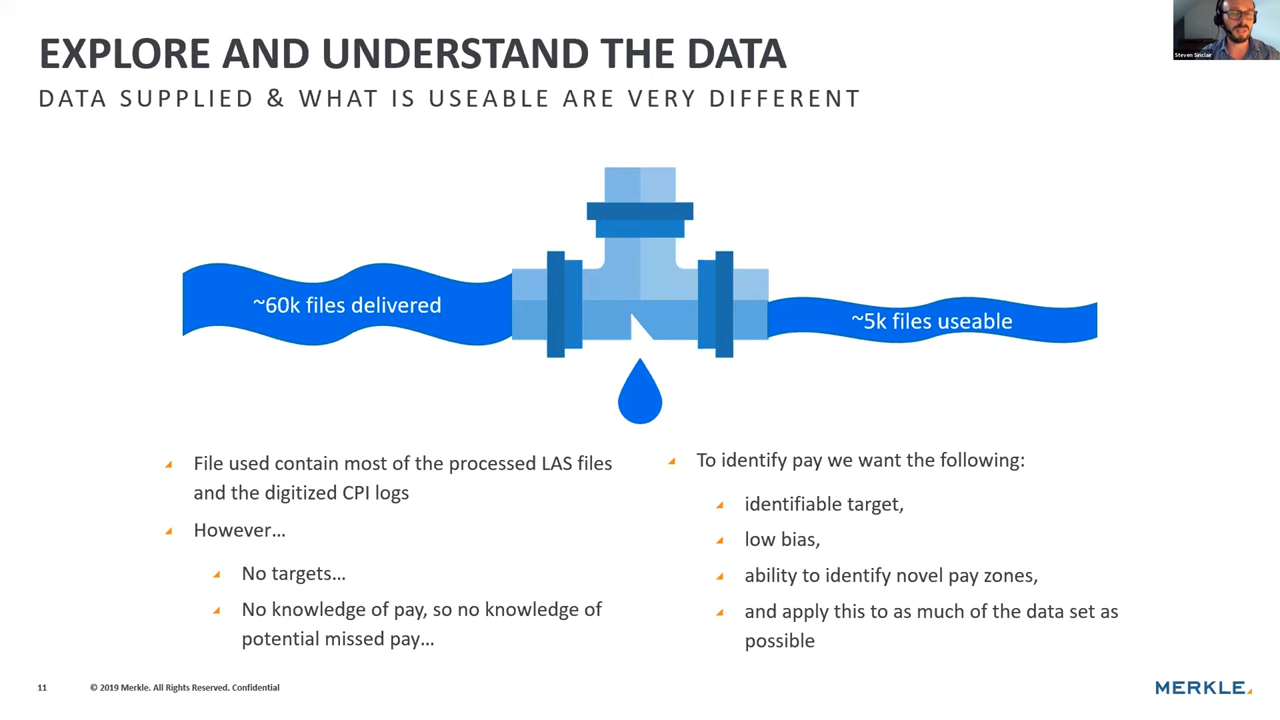 EXPLORE AND UNDERSTAND THE DATA
DATA SUPPLIED & WHAT IS USEABLE ARE VERY DIFFERENT
Steven Sinclair
~60k files delivered
~5k files useable
File used contain most of the processed LAS files
and the digitized CPI logs
However…
No targets…
No knowledge of pay, so no knowledge of
potential missed pay…
To identify pay we want the following:
identifiable target,
low bias,
ability to identify novel pay zones,
and apply this to as much of the data set as
possible
11
© 2019 Merkle. All Rights Reserved. Confidential
MERKLE